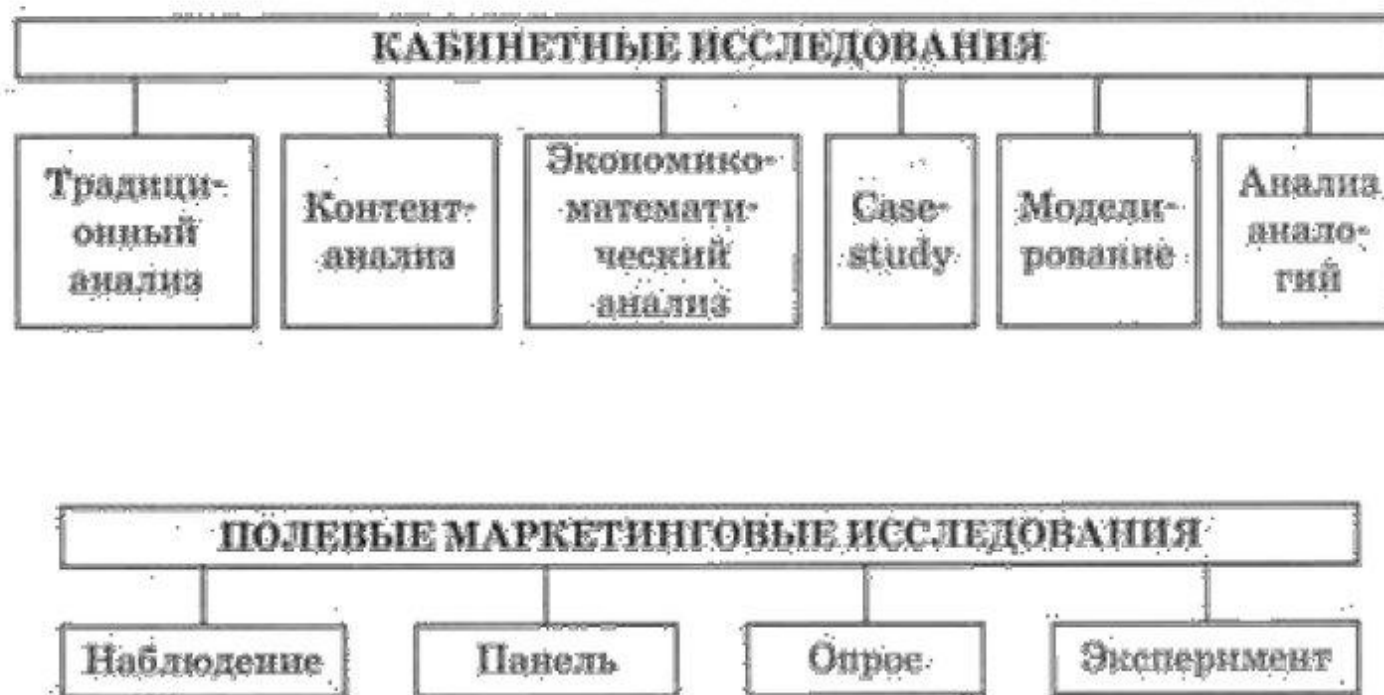 КАБИНЕТНЫЕ ИССЛЕДОВАНИЯ
Традици-
онный
анализ
Контент-
анализ
Экономико-
математи-
ческий
анализ
Case-
study
Модели-
рование
Анализ
анало-
гий
ПОЛЕВЫЕ МАРКЕТИНГОВЫЕ ИССЛЕДОВАНИЯ
Наблюдение
Панель
Опрос
Эксперимент